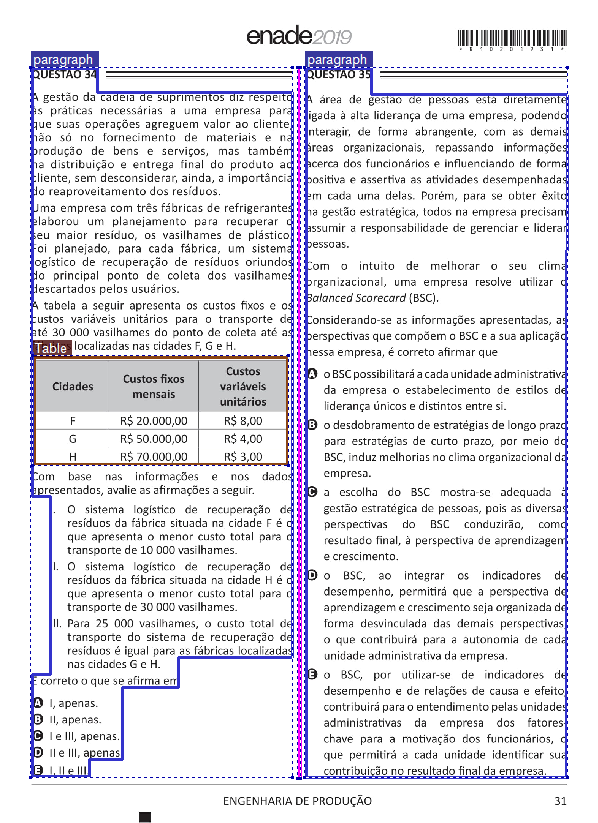 enade2019
paragraph
QUESTÃO 34
A gestão da cadeia de suprimentos diz respeito
às práticas necessárias a uma empresa para
que suas operações agreguem valor ao cliente,
não só no fornecimento de materiais e na
produção de bens e serviços, mas também
na distribuição e entrega final do produto ao
cliente, sem desconsiderar, ainda, a importância
do reaproveitamento dos resíduos.
Uma empresa com três fábricas de refrigerantes
elaborou um planejamento para recuperar o
seu maior resíduo, os vasilhames de plástico.
Foi planejado, para cada fábrica, um sistema
logístico de recuperação de resíduos oriundos
do principal ponto de coleta dos vasilhames
descartados pelos usuários.
A tabela a seguir apresenta os custos fixos e os
custos variáveis unitários para o transporte de
até 30 000 vasilhames do ponto de coleta até as
Table localizadas nas cidades F, G e H.
Cidades Custos fixos mensais Custos variáveis unitários
F R$ 20.000,00 R$ 8,00
G R$ 50.000,00 R$ 4,00
H R$ 70.000,00 R$ 3,00
Com base nas informações e nos dados
apresentados, avalie as afirmações a seguir.
I. O sistema logístico de recuperação de
resíduos da fábrica situada na cidade F é o
que apresenta o menor custo total para o
transporte de 10 000 vasilhames.
II. O sistema logístico de recuperação de
resíduos da fábrica situada na cidade H é o
que apresenta o menor custo total para o
transporte de 30 000 vasilhames.
III. Para 25 000 vasilhames, o custo total de
transporte do sistema de recuperação de
resíduos é igual para as fábricas localizadas
nas cidades G e H.
É correto o que se afirma em
A I, apenas.
B II, apenas.
C I e III, apenas.
D II e III, apenas.
E I, II e III.
paragraph
QUESTÃO 35
A área de gestão de pessoas está diretamente
ligada à alta liderança de uma empresa, podendo
interagir, de forma abrangente, com as demais
áreas organizacionais, repassando informações
acerca dos funcionários e influenciando de forma
positiva e assertiva as atividades desempenhadas
em cada uma delas. Porém, para se obter êxito
na gestão estratégica, todos na empresa precisam
assumir a responsabilidade de gerenciar e liderar
pessoas.
Com o intuito de melhorar o seu clima
organizacional, uma empresa resolve utilizar o
Balanced Scorecard (BSC).
Considerando-se as informações apresentadas, as
perspectivas que compõem o BSC e a sua aplicação
nessa empresa, é correto afirmar que
A o BSC possibilitará a cada unidade administrativa
da empresa o estabelecimento de estilos de
liderança únicos e distintos entre si.
B o desdobramento de estratégias de longo prazo
para estratégias de curto prazo, por meio do
BSC, induz melhorias no clima organizacional da
empresa.
C a escolha do BSC mostra-se adequada à
gestão estratégica de pessoas, pois as diversas
perspectivas do BSC conduzirão, como
resultado final, à perspectiva de aprendizagem
e crescimento.
D o BSC, ao integrar os indicadores de
desempenho, permitirá que a perspectiva de
aprendizagem e crescimento seja organizada de
forma desvinculada das demais perspectivas,
o que contribuirá para a autonomia de cada
unidade administrativa da empresa.
E o BSC, por utilizar-se de indicadores de
desempenho e de relações de causa e efeito,
contribuirá para o entendimento pelas unidades
administrativas da empresa dos fatores-
chave para a motivação dos funcionários, o
que permitirá a cada unidade identificar sua
contribuição no resultado final da empresa.
ENGENHARIA DE PRODUÇÃO 31